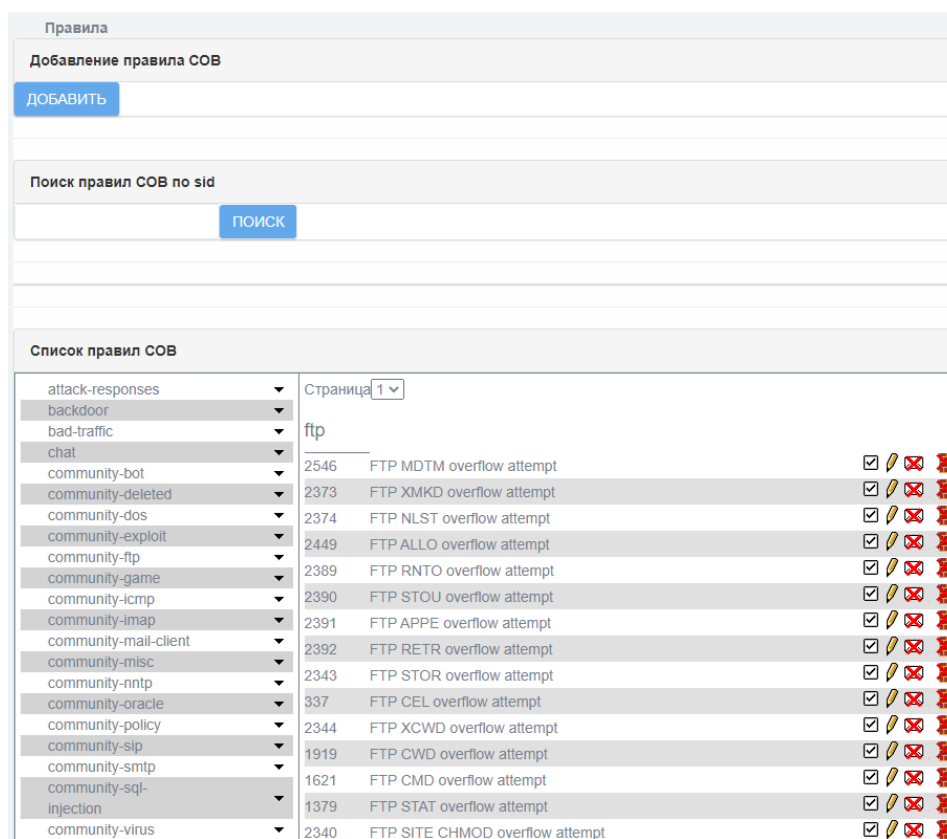 Правила
Добавление правила СОВ
ДОБАВИТЬ
Поиск правил СОВ по sid
ПОИСК
Список правил СОВ
attack-responses
backdoor
bad-traffic
chat
community-bot
community-deleted
community-dos
community-exploit
community-ftp
community-game
community-icmp
community-imap
community-mail-client
community-misc
community-nntp
community-oracle
community-policy
community-sip
community-smtp
community-sql-
injection
community-virus
Страница 1
ftp
2546 FTP MDTM overflow attempt
2373 FTP XMKD overflow attempt
2374 FTP NLST overflow attempt
2449 FTP ALLO overflow attempt
2389 FTP RNTO overflow attempt
2390 FTP STOU overflow attempt
2391 FTP APPE overflow attempt
2392 FTP RETR overflow attempt
2343 FTP STOR overflow attempt
337 FTP CEL overflow attempt
2344 FTP XCWD overflow attempt
1919 FTP CWD overflow attempt
1621 FTP CMD overflow attempt
1379 FTP STAT overflow attempt
2340 FTP SITE CHMOD overflow attempt